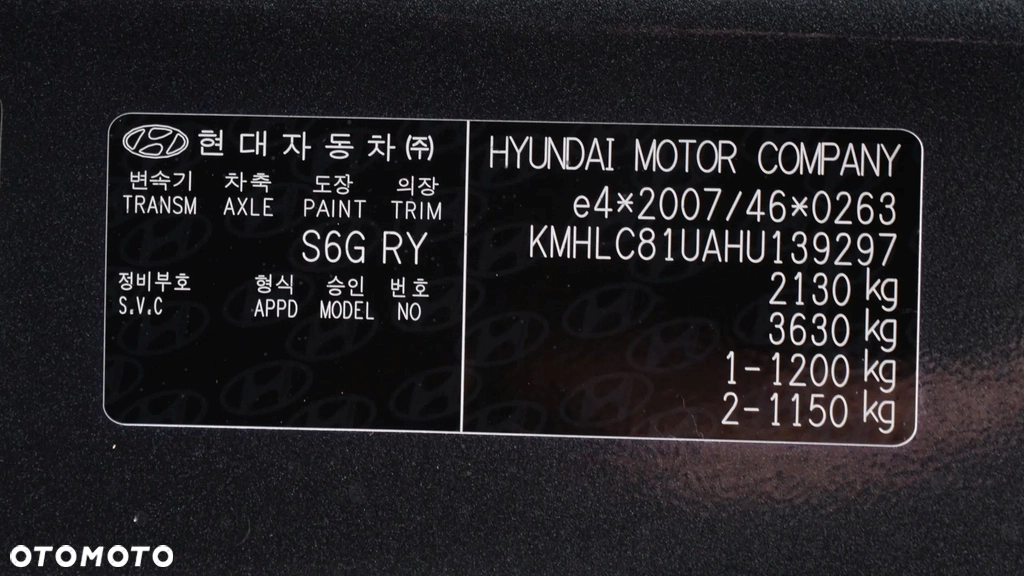 현대자동차㈜
변속기 차축 도장 의장
TRANSM AXLE PAINT TRIM
S6G RY
정비부호 형식 승인 번호
S.V.C APPD MODEL NO
HYUNDAI MOTOR COMPANY
e4*2007/46*0263
KMHLC81UAHU139297
2130 kg
3630 kg
1-1200 kg
2-1150 kg
OTOMOTO